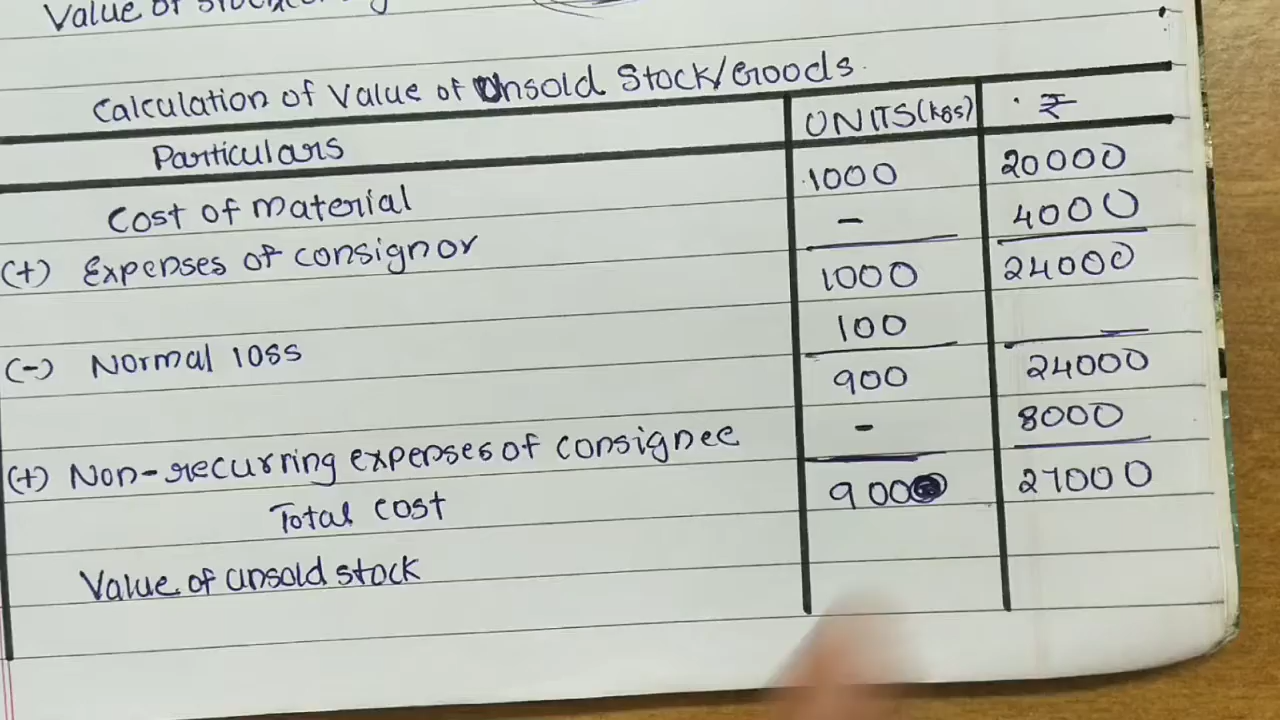 Value of
Calculation of Value of Unsold Stock/Goods.
Particulars UNITS(kgs) ₹
Cost of material 1000 20000
(+) Expenses of consignor - 4000
1000 24000
(-) Normal loss 100 —
900 24000
(+) Non-recurring expenses of consignee - 8000
Total cost 900 27000
Value of unsold stock